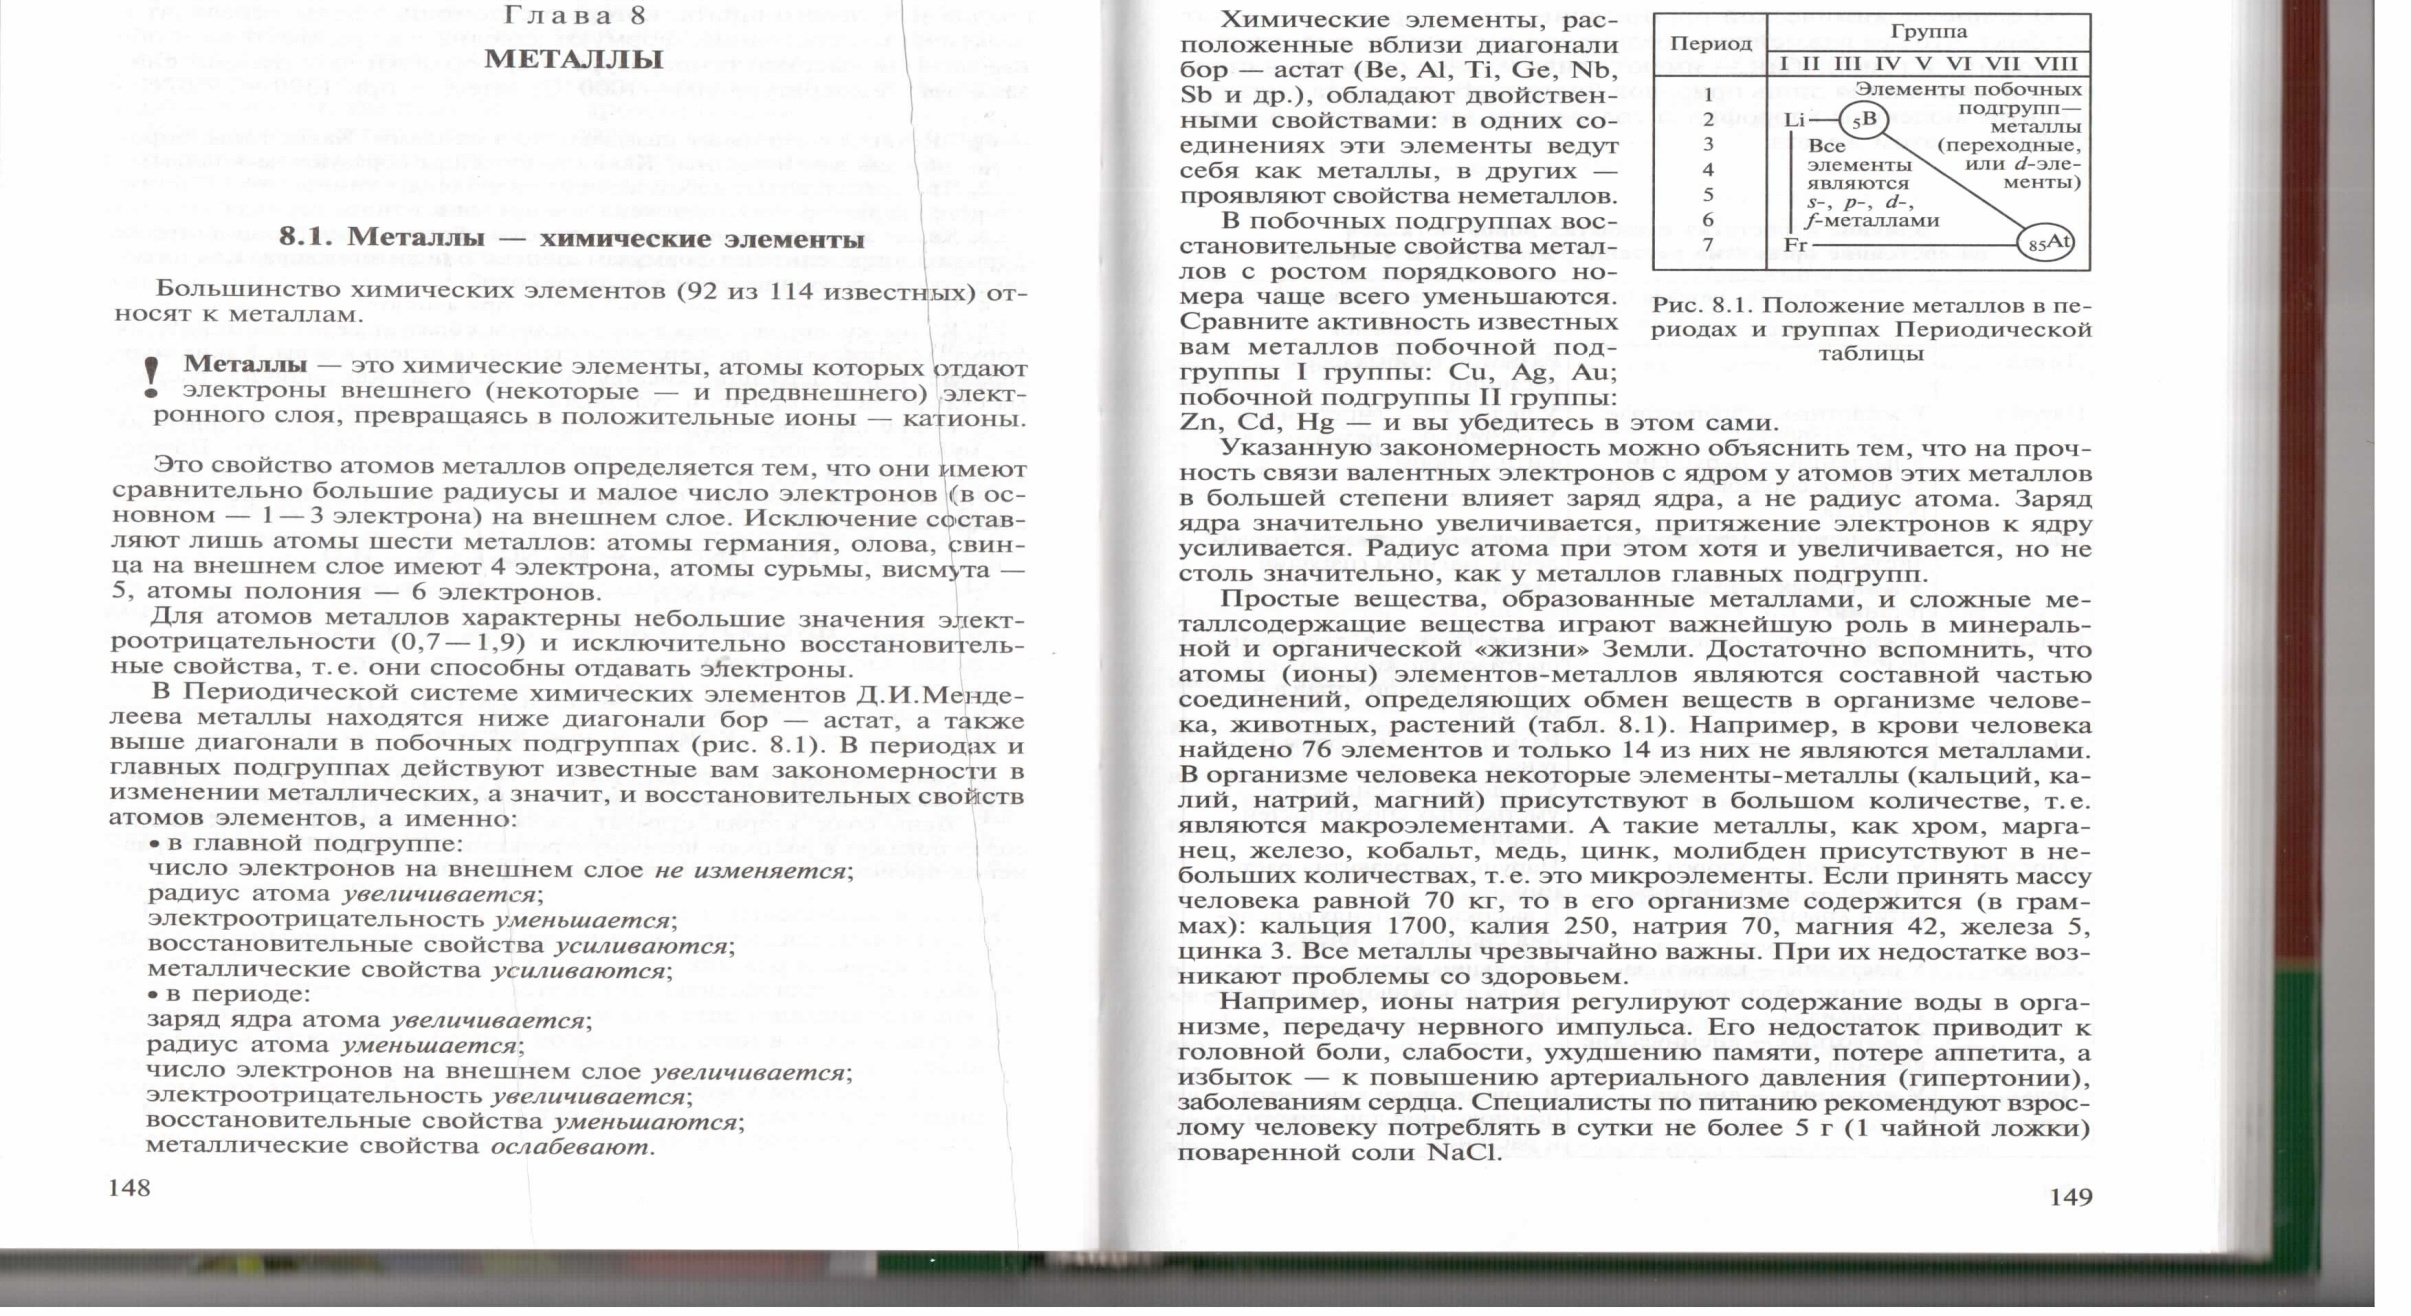 Глава 8
МЕТАЛЛЫ
8.1. Металлы — химические элементы
Большинство химических элементов (92 из 114 известных) от-
носят к металлам.
! Металлы — это химические элементы, атомы которых отдают
электроны внешнего (некоторые — и предвнешнего) элект-
ронного слоя, превращаясь в положительные ионы — катионы.
Это свойство атомов металлов определяется тем, что они имеют
сравнительно большие радиусы и малое число электронов (в ос-
новном — 1 — 3 электрона) на внешнем слое. Исключение состав-
ляют лишь атомы шести металлов: атомы германия, олова, свин-
ца на внешнем слое имеют 4 электрона, атомы сурьмы, висмута —
5, атомы полония — 6 электронов.
Для атомов металлов характерны небольшие значения элект-
роотрицательности (0,7 — 1,9) и исключительно восстановитель-
ные свойства, т.е. они способны отдавать электроны.
В Периодической системе химических элементов Д.И.Менде-
леева металлы находятся ниже диагонали бор — астат, а также
выше диагонали в побочных подгруппах (рис. 8.1). В периодах и
главных подгруппах действуют известные вам закономерности в
изменении металлических, а значит, и восстановительных свойств
атомов элементов, а именно:
• в главной подгруппе:
число электронов на внешнем слое не изменяется;
радиус атома увеличивается;
электроотрицательность уменьшается;
восстановительные свойства усиливаются;
металлические свойства усиливаются;
• в периоде:
заряд ядра атома увеличивается;
радиус атома уменьшается;
число электронов на внешнем слое увеличивается;
электроотрицательность увеличивается;
восстановительные свойства уменьшаются;
металлические свойства ослабевают.
148
Химические элементы, рас-
положенные вблизи диагонали
бор — астат (Be, Al, Ti, Ge, Nb,
Sb и др.), обладают двойствен-
ными свойствами: в одних со-
единениях эти элементы ведут
себя как металлы, в других —
проявляют свойства неметаллов.
В побочных подгруппах вос-
становительные свойства метал-
лов с ростом порядкового но-
мера чаще всего уменьшаются.
Сравните активность известных
вам металлов побочной под-
группы I группы: Cu, Ag, Au;
побочной подгруппы II группы:
Zn, Cd, Hg — и вы убедитесь в этом сами.
Период
Группа
I II III IV V VI VII VIII
1
2
3
4
5
6
7
Li
5B
Элементы побочных
подгрупп—
металлы
(переходные,
или d-эле-
менты)
Все
элементы
являются
s-, p-, d-,
f-металлами
Fr
85At
Рис. 8.1. Положение металлов в пе-
риодах и группах Периодической
таблицы
Указанную закономерность можно объяснить тем, что на проч-
ность связи валентных электронов с ядром у атомов этих металлов
в большей степени влияет заряд ядра, а не радиус атома. Заряд
ядра значительно увеличивается, притяжение электронов к ядру
усиливается. Радиус атома при этом хотя и увеличивается, но не
столь значительно, как у металлов главных подгрупп.
Простые вещества, образованные металлами, и сложные ме-
таллсодержащие вещества играют важнейшую роль в минераль-
ной и органической «жизни» Земли. Достаточно вспомнить, что
атомы (ионы) элементов-металлов являются составной частью
соединений, определяющих обмен веществ в организме челове-
ка, животных, растений (табл. 8.1). Например, в крови человека
найдено 76 элементов и только 14 из них не являются металлами.
В организме человека некоторые элементы-металлы (кальций, ка-
лий, натрий, магний) присутствуют в большом количестве, т.е.
являются макроэлементами. А такие металлы, как хром, марга-
нец, железо, кобальт, медь, цинк, молибден присутствуют в не-
больших количествах, т.е. это микроэлементы. Если принять массу
человека равной 70 кг, то в его организме содержится (в грам-
мах): кальция 1700, калия 250, натрия 70, магния 42, железа 5,
цинка 3. Все металлы чрезвычайно важны. При их недостатке воз-
никают проблемы со здоровьем.
Например, ионы натрия регулируют содержание воды в орга-
низме, передачу нервного импульса. Его недостаток приводит к
головной боли, слабости, ухудшению памяти, потере аппетита, а
избыток — к повышению артериального давления (гипертонии),
заболеваниям сердца. Специалисты по питанию рекомендуют взрос-
лому человеку потреблять в сутки не более 5 г (1 чайной ложки)
поваренной соли NaCl.
149